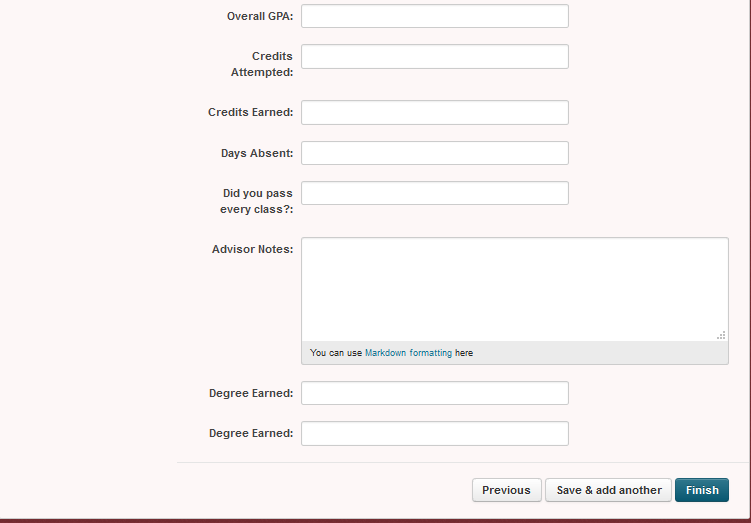 Overall GPA:
Credits
Attempted:
Credits Earned:
Days Absent:
Did you pass
every class?:
Advisor Notes:
You can use Markdown formatting here
Degree Earned:
Degree Earned:
Previous
Save & add another
Finish